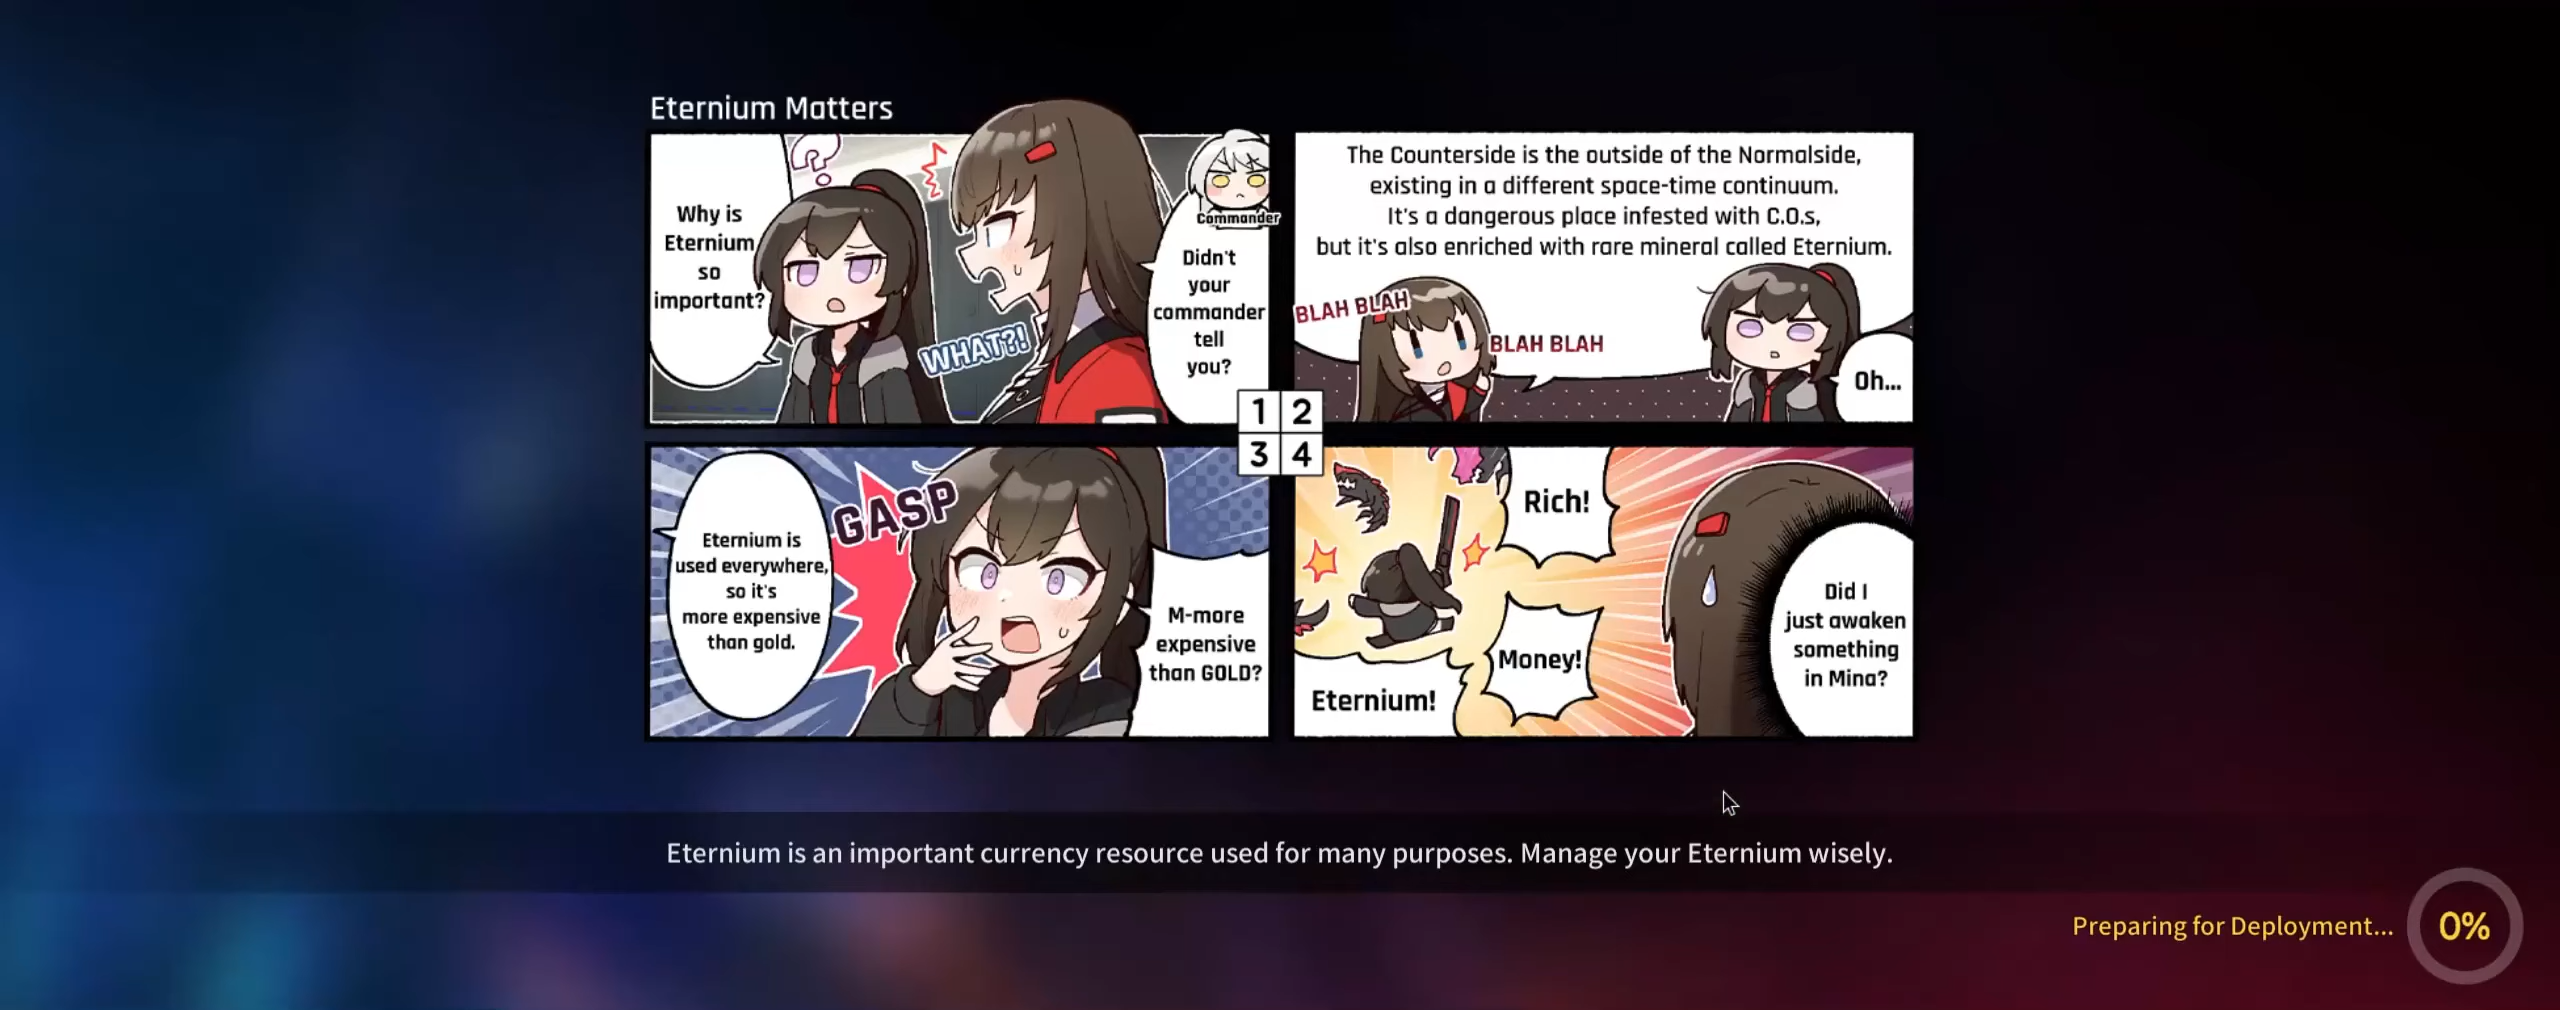 Eternium Matters
?
Why is
Eternium
so
important?
WHAT?!
Commander
Didn't
your
commander
tell
you?
The Counterside is the outside of the Normalside,
existing in a different space-time continuum.
It's a dangerous place infested with C.O.s,
but it's also enriched with rare mineral called Eternium.
BLAH BLAH
BLAH BLAH
Oh...
1 2
3 4
Eternium is
used everywhere,
so it's
more expensive
than gold.
GASP
M-more
expensive
than GOLD?
Rich!
Money!
Eternium!
Did I
just awaken
something
in Mina?
Eternium is an important currency resource used for many purposes. Manage your Eternium wisely.
Preparing for Deployment...
0%